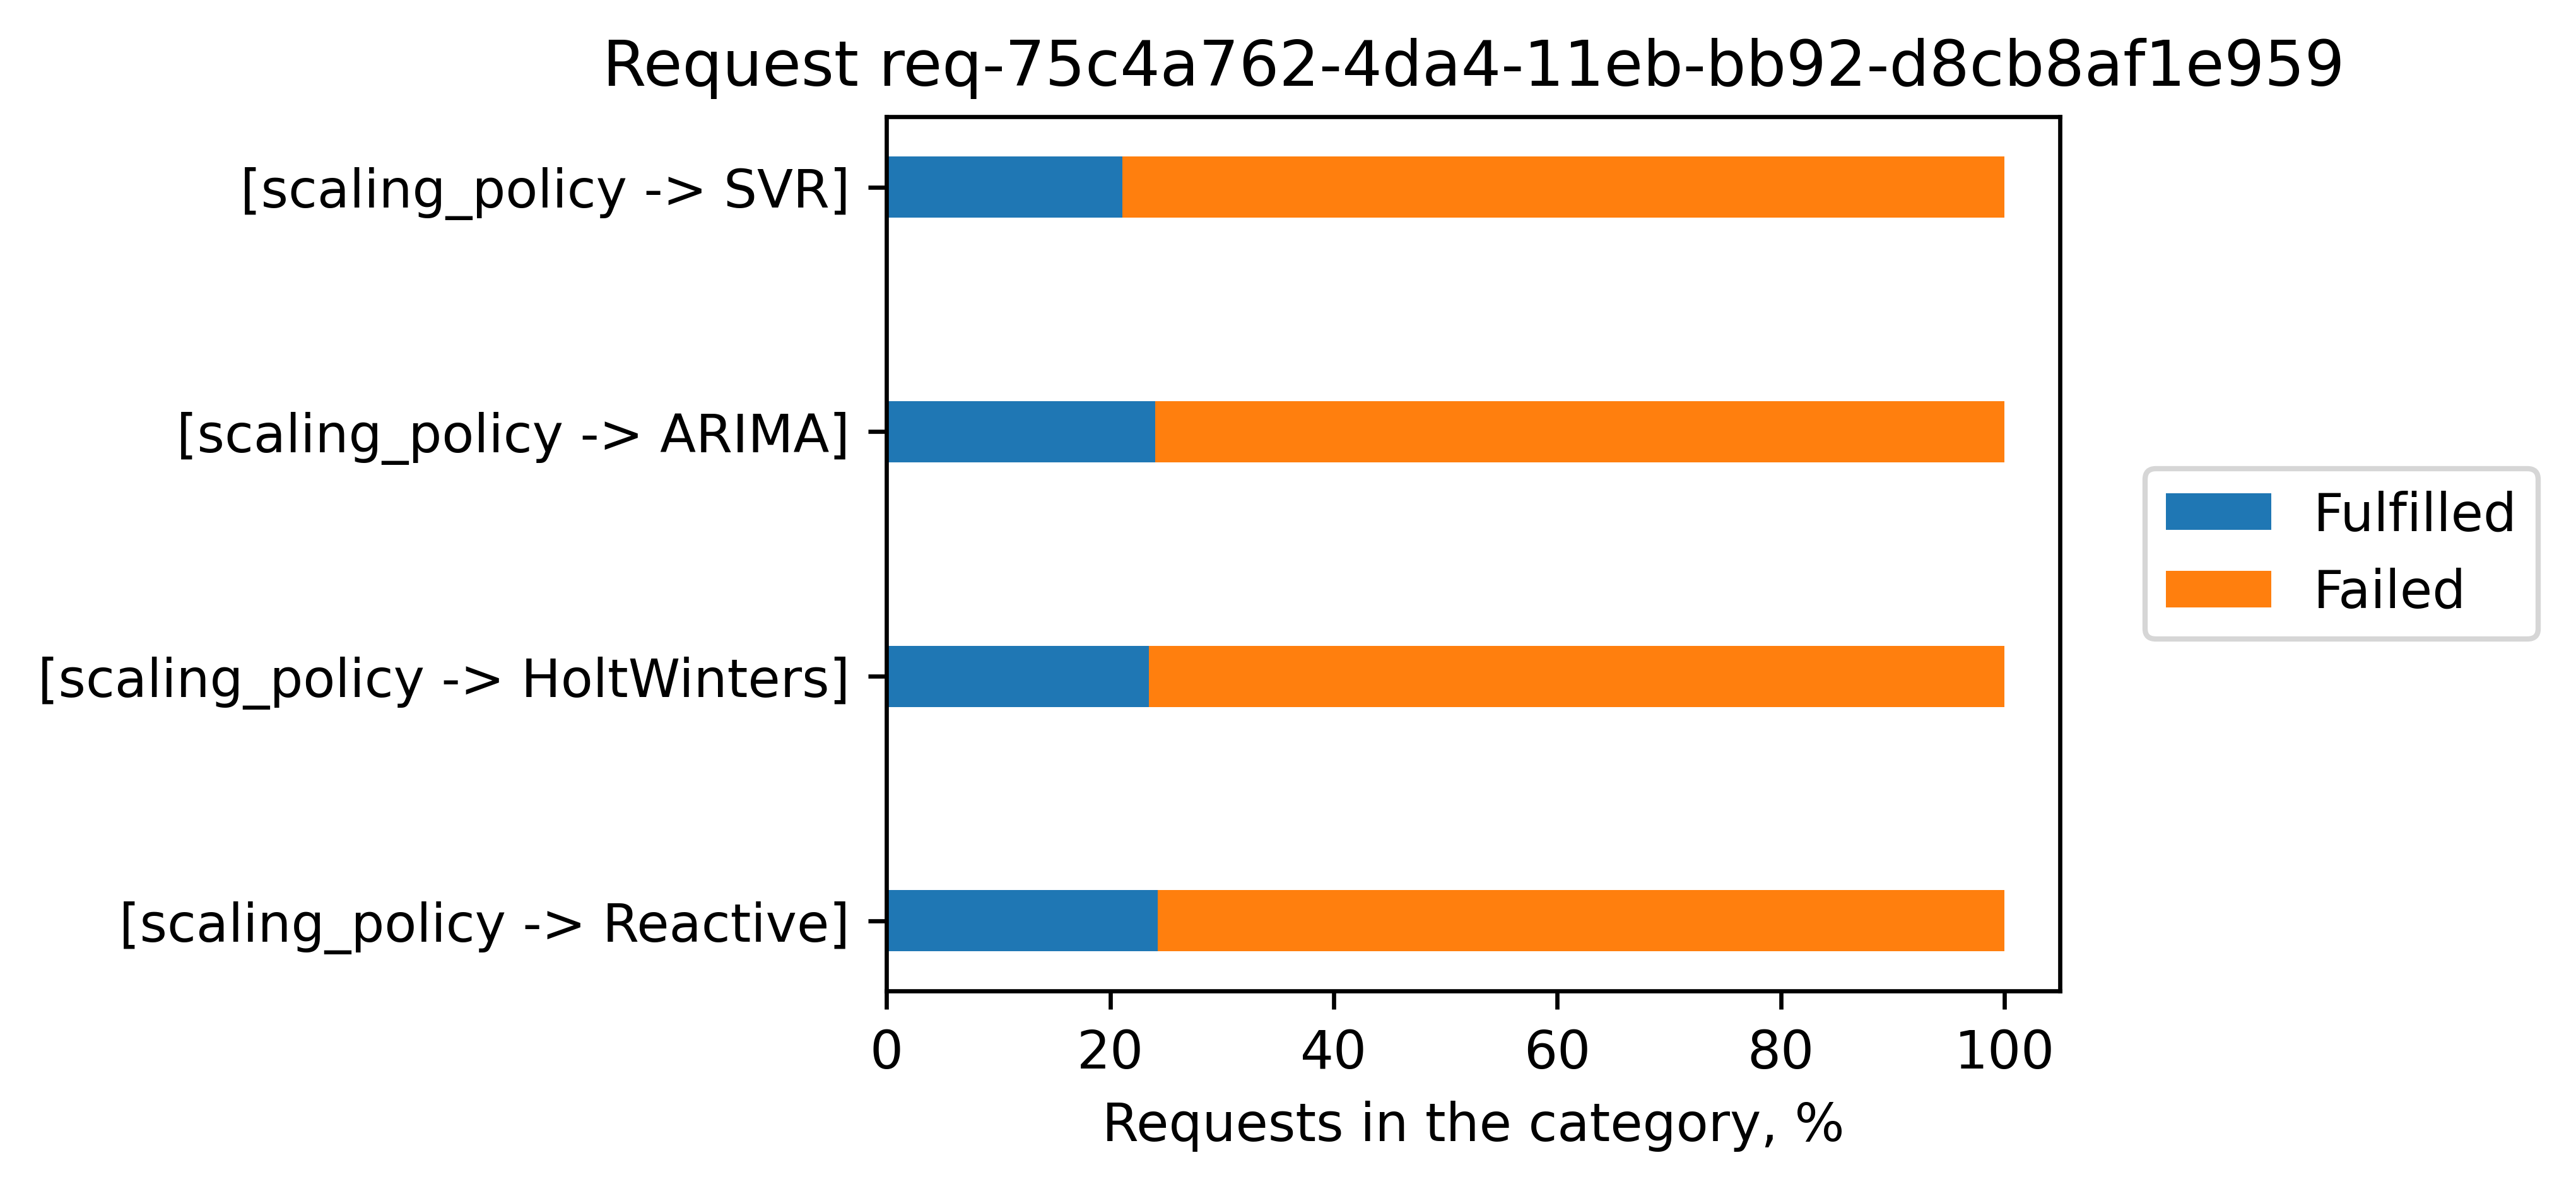 Request req-75c4a762-4da4-11eb-bb92-d8cb8af1e959
[scaling_policy -> SVR]
[scaling_policy -> ARIMA]
[scaling_policy -> HoltWinters]
[scaling_policy -> Reactive]
Fulfilled
Failed
0 20 40 60 80 100
Requests in the category, %